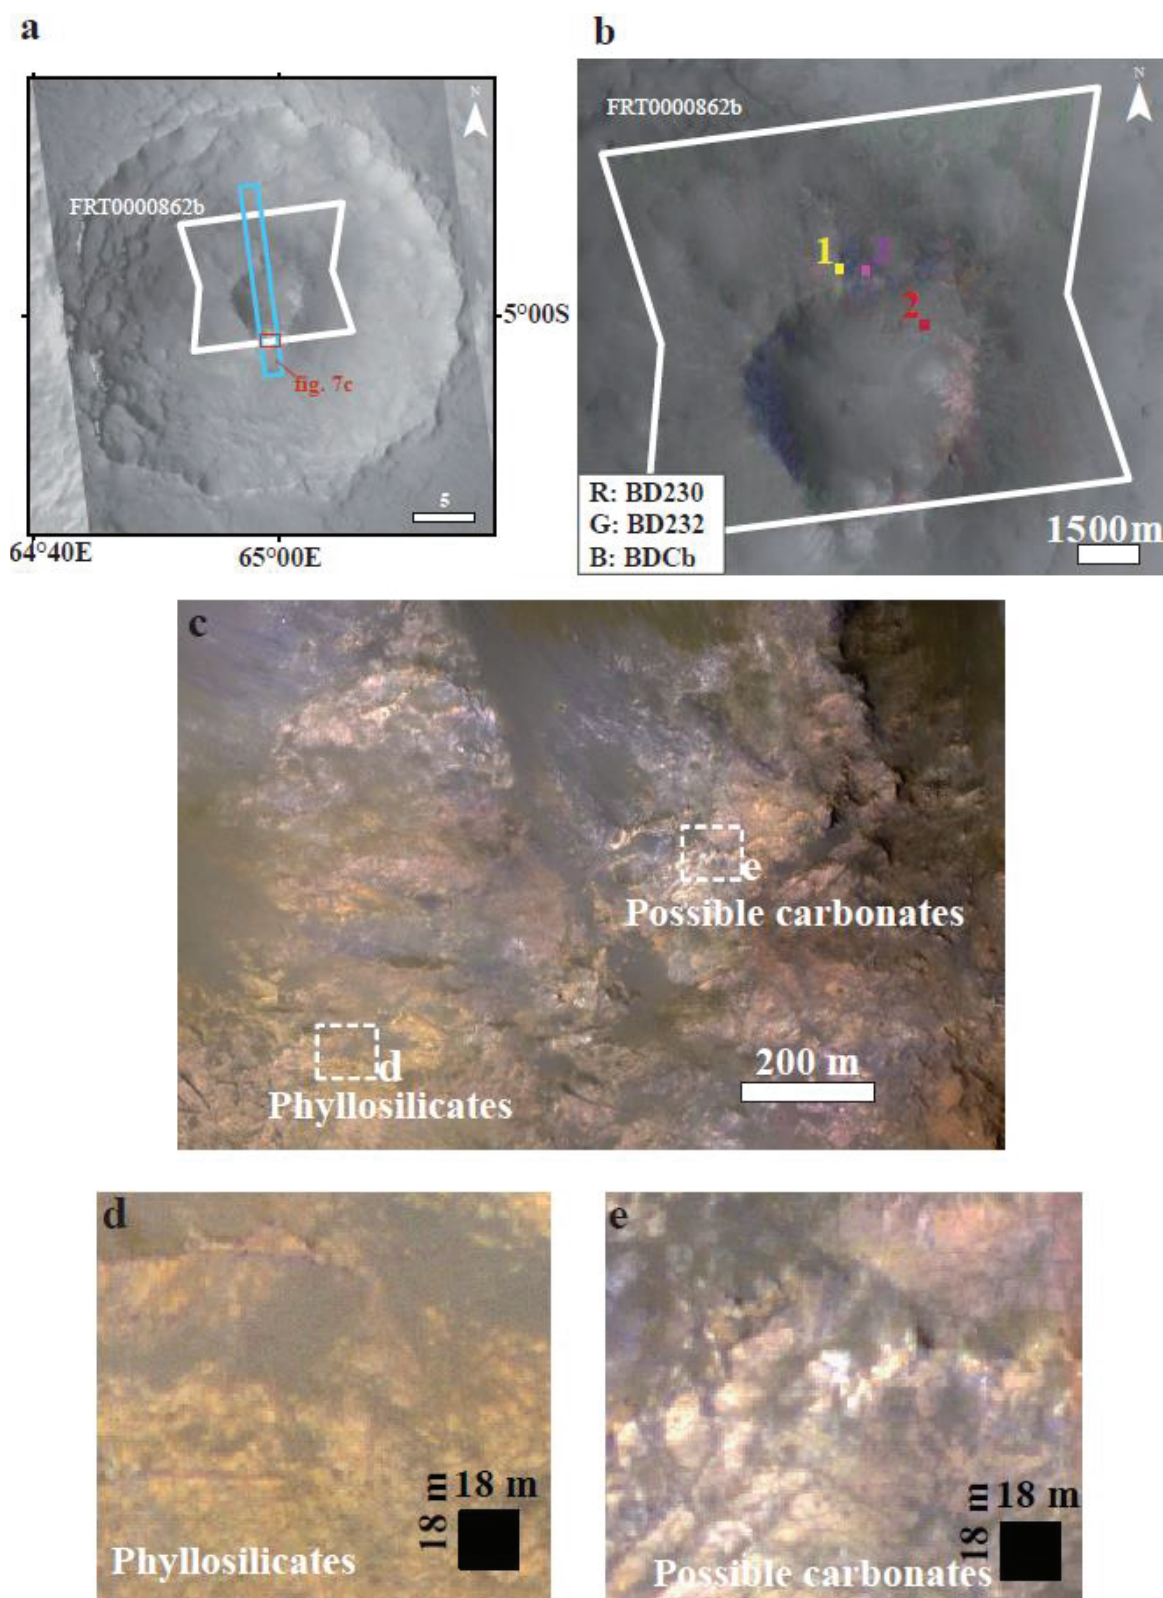 a
N
FRT0000862b
5°00S
fig. 7c
5
64°40E
65°00E
b
FRT0000862b
N
1
3
2
R: BD230
G: BD232
B: BDCb
1500 m
c
e
Possible carbonates
d
Phyllosilicates
200 m
d
18 m
18 m
Phyllosilicates
e
18 m
18 m
Possible carbonates